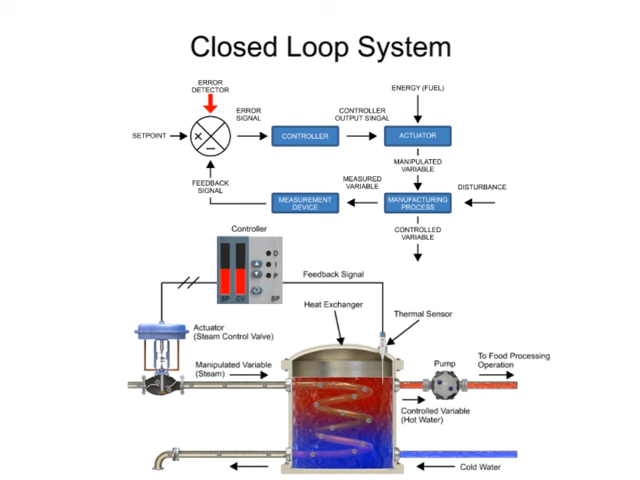 Closed Loop System
ERROR
DETECTOR
ENERGY (FUEL)
ERROR
SIGNAL
CONTROLLER
OUTPUT SINGAL
SETPOINT
×
CONTROLLER
ACTUATOR
−
MANIPULATED
VARIABLE
FEEDBACK
SIGNAL
MEASURED
VARIABLE
DISTURBANCE
MEASUREMENT
DEVICE
MANUFACTURING
PROCESS
CONTROLLED
VARIABLE
Controller
D
I
P
SP CV SP
Feedback Signal
Heat Exchanger
Thermal Sensor
Actuator
(Steam Control Valve)
Manipulated Variable
(Steam)
Pump
To Food Processing
Operation
Controlled Variable
(Hot Water)
Cold Water